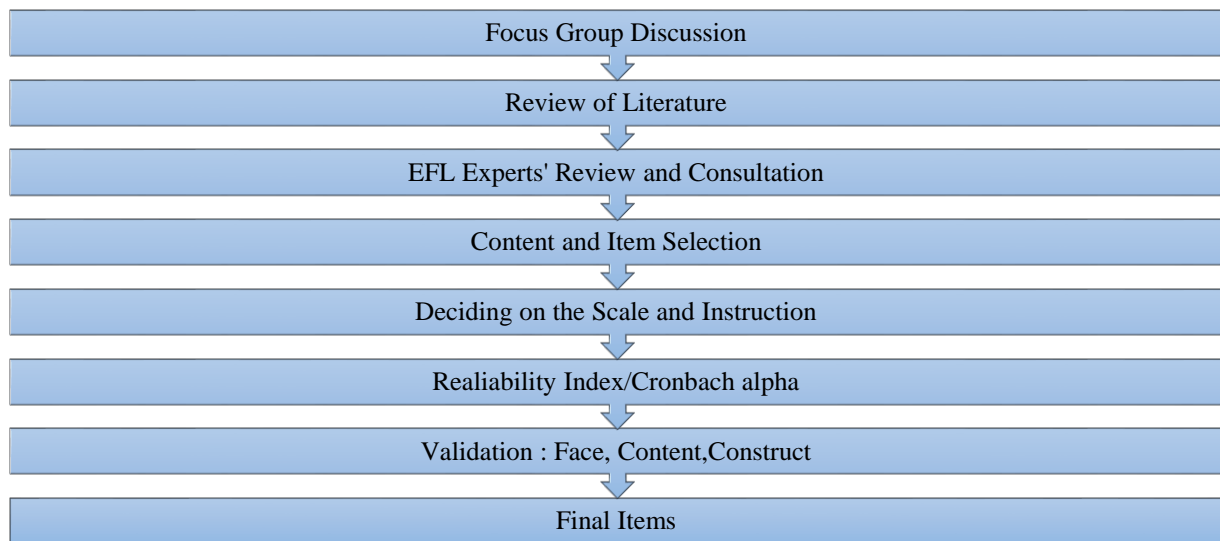 Focus Group Discussion
Review of Literature
EFL Experts' Review and Consultation
Content and Item Selection
Deciding on the Scale and Instruction
Realiability Index/Cronbach alpha
Validation : Face, Content,Construct
Final Items